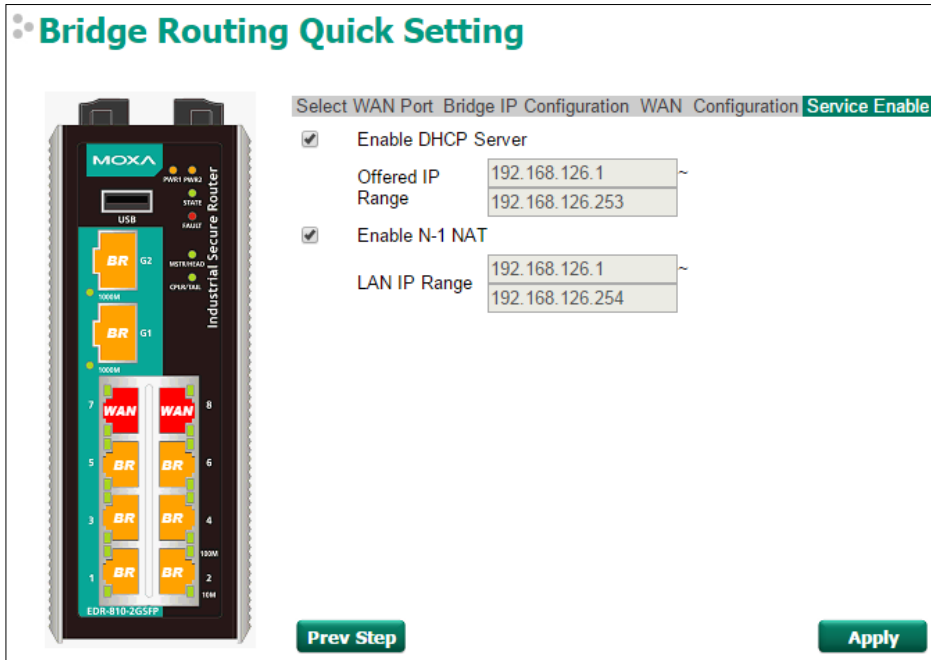 Bridge Routing Quick Setting
Select WAN Port Bridge IP Configuration WAN Configuration Service Enable
Enable DHCP Server
Offered IP Range
192.168.126.1 ~
192.168.126.253
Enable N-1 NAT
LAN IP Range
192.168.126.1 ~
192.168.126.254
Prev Step
Apply
MOXA
PWR1 PWR2
STATE
FAULT
MSTR/HEAD
CPLR/TAIL
Industrial Secure Router
USB
BR G2
1000M
BR G1
1000M
7 WAN WAN 8
5 BR BR 6
3 BR BR 4
100M
1 BR BR 2
10M
EDR-810-2GSFP